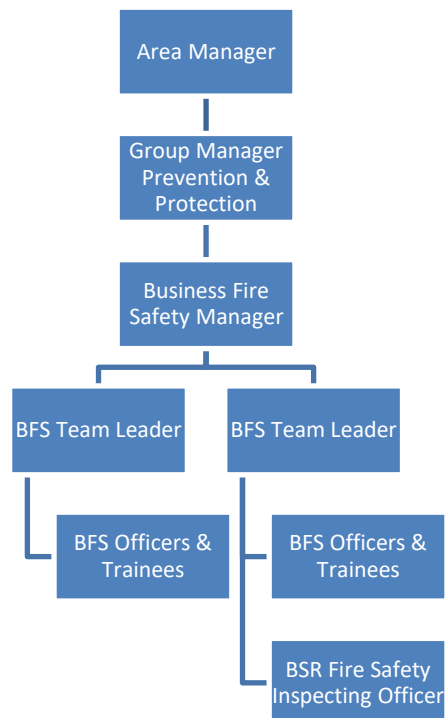 Area Manager
Group Manager
Prevention &
Protection
Business Fire
Safety Manager
BFS Team Leader
BFS Team Leader
BFS Officers &
Trainees
BFS Officers &
Trainees
BSR Fire Safety
Inspecting Officer